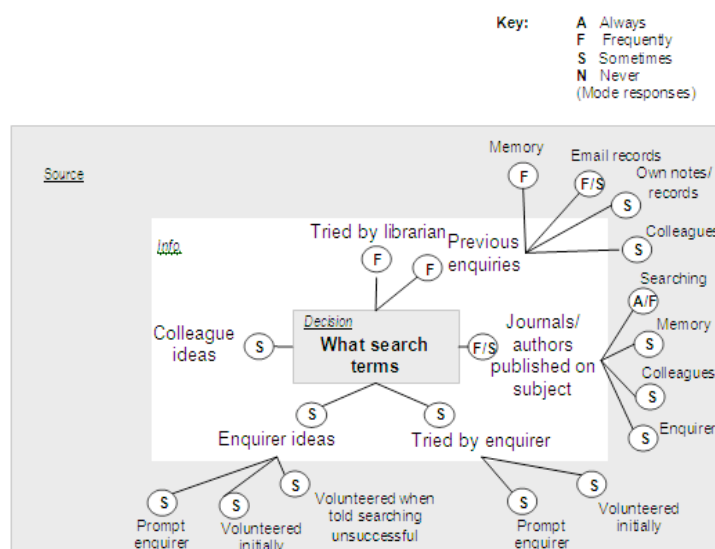 Key:
A Always
F Frequently
S Sometimes
N Never
(Mode responses)
Source
Memory
F
Email records
F/S
Own notes/
records
S
Colleagues
S
Info.
Tried by librarian
F
F
Previous
enquiries
Searching
A/F
Memory
S
Colleagues
S
Enquirer
S
Colleague
ideas
S
Decision
What search
terms
F/S
Journals/
authors
published on
subject
S
S
Enquirer ideas
Tried by enquirer
S
S
S
Prompt
enquirer
Volunteered
initially
Volunteered when
told searching
unsuccessful
S
S
Prompt
enquirer
Volunteered
initially